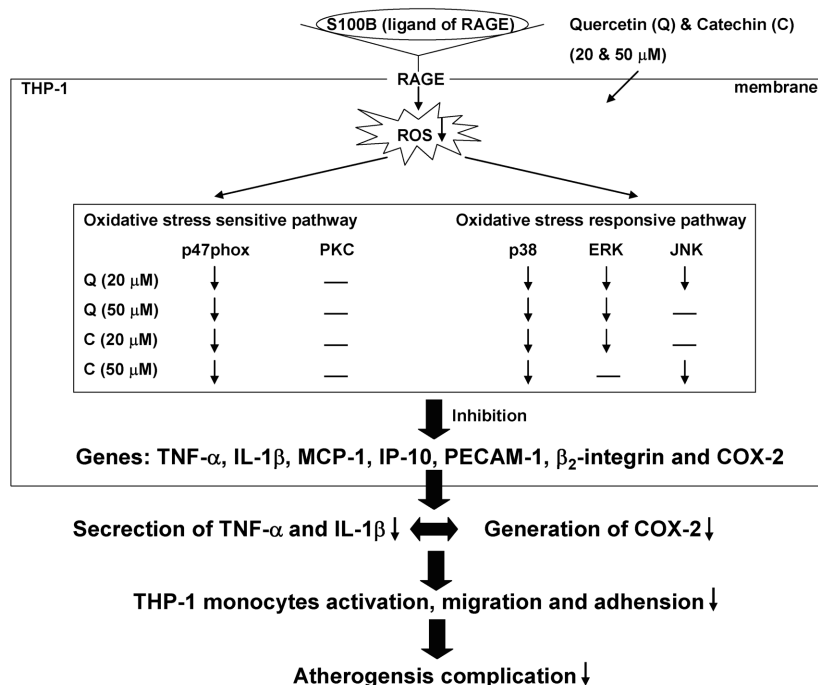 S100B (ligand of RAGE)
Quercetin (Q) & Catechin (C)
(20 & 50 μM)
THP-1
RAGE
membrane
ROS ↓
Oxidative stress sensitive pathway
Oxidative stress responsive pathway
p47phox PKC p38 ERK JNK
Q (20 μM) ↓ — ↓ ↓ ↓
Q (50 μM) ↓ — ↓ ↓ —
C (20 μM) ↓ — ↓ ↓ —
C (50 μM) ↓ — ↓ — ↓
Inhibition
Genes: TNF-α, IL-1β, MCP-1, IP-10, PECAM-1, β₂-integrin and COX-2
Secrection of TNF-α and IL-1β ↓
Generation of COX-2 ↓
THP-1 monocytes activation, migration and adhension ↓
Atherogensis complication ↓